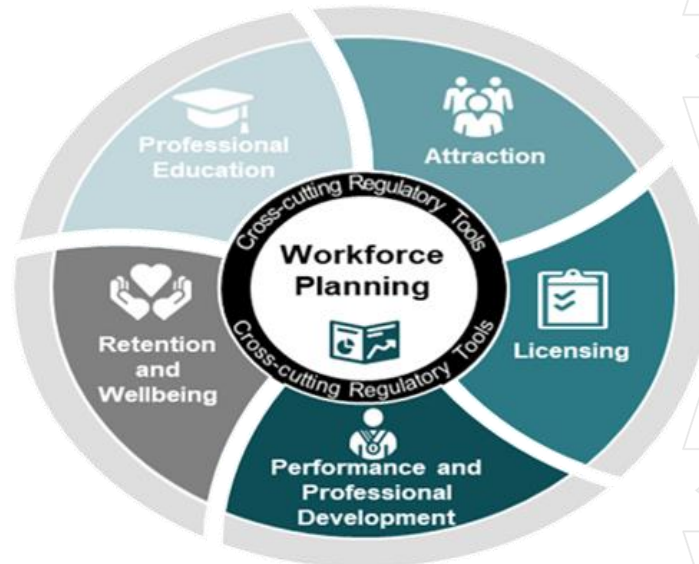 Professional
Education
Attraction
Cross-cutting Regulatory Tools
Workforce
Planning
Cross-cutting Regulatory Tools
Retention
and
Wellbeing
Licensing
Performance and
Professional
Development